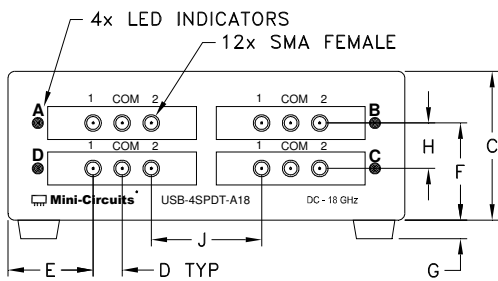 4x LED INDICATORS
12x SMA FEMALE
A 1 COM 2 1 COM 2 B
D 1 COM 2 1 COM 2 C
Mini-Circuits USB-4SPDT-A18 DC - 18 GHz
H
F
C
J
E
D TYP
G